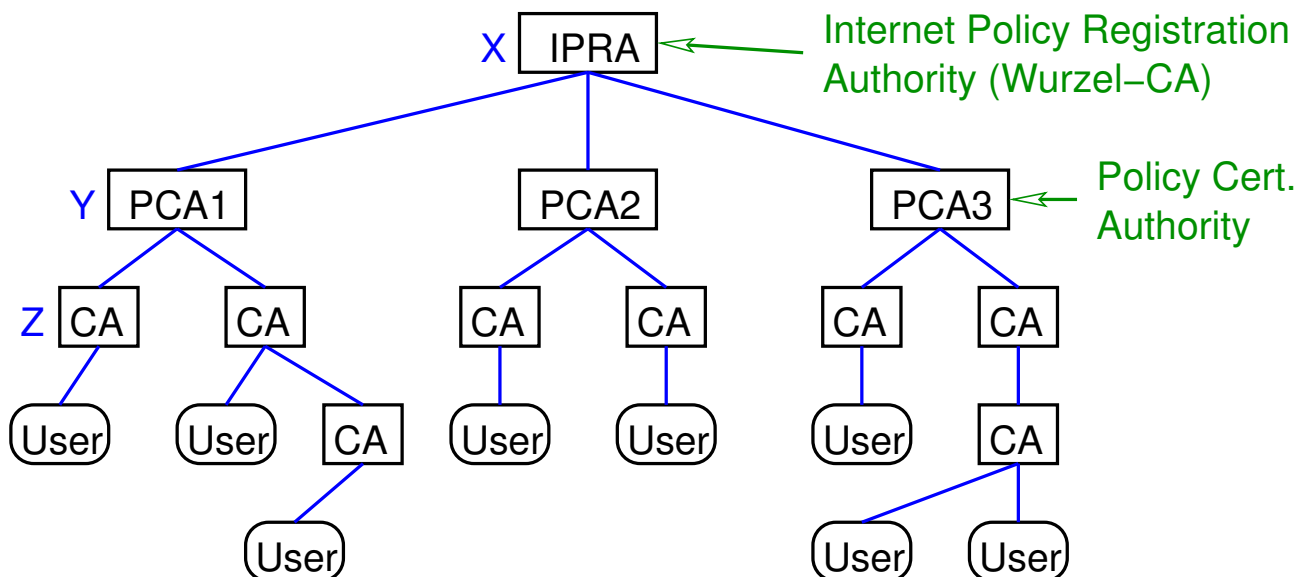 X IPRA Internet Policy Registration
Authority (Wurzel–CA)
Y PCA1 PCA2 PCA3 Policy Cert.
Authority
Z CA CA CA CA CA CA
User User CA User User User CA
User User User